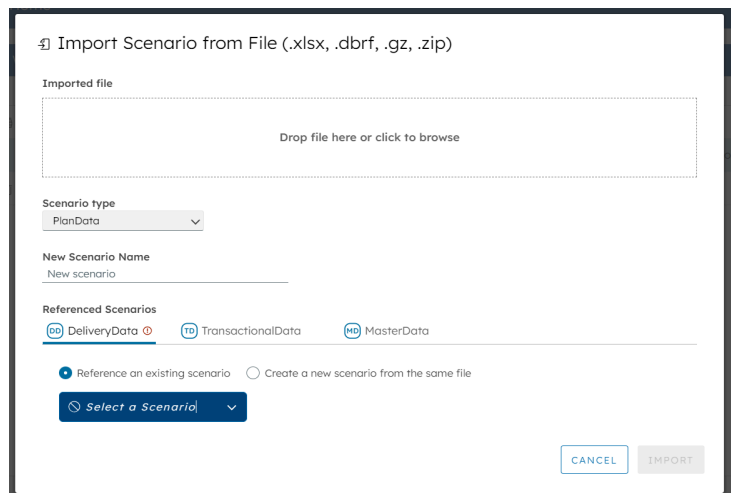 Import Scenario from File (.xlsx, .dbrf, .gz, .zip)
Imported file
Drop file here or click to browse
Scenario type
PlanData
New Scenario Name
New scenario
Referenced Scenarios
DD DeliveryData TD TransactionalData MD MasterData
Reference an existing scenario Create a new scenario from the same file
Select a Scenario
CANCEL IMPORT